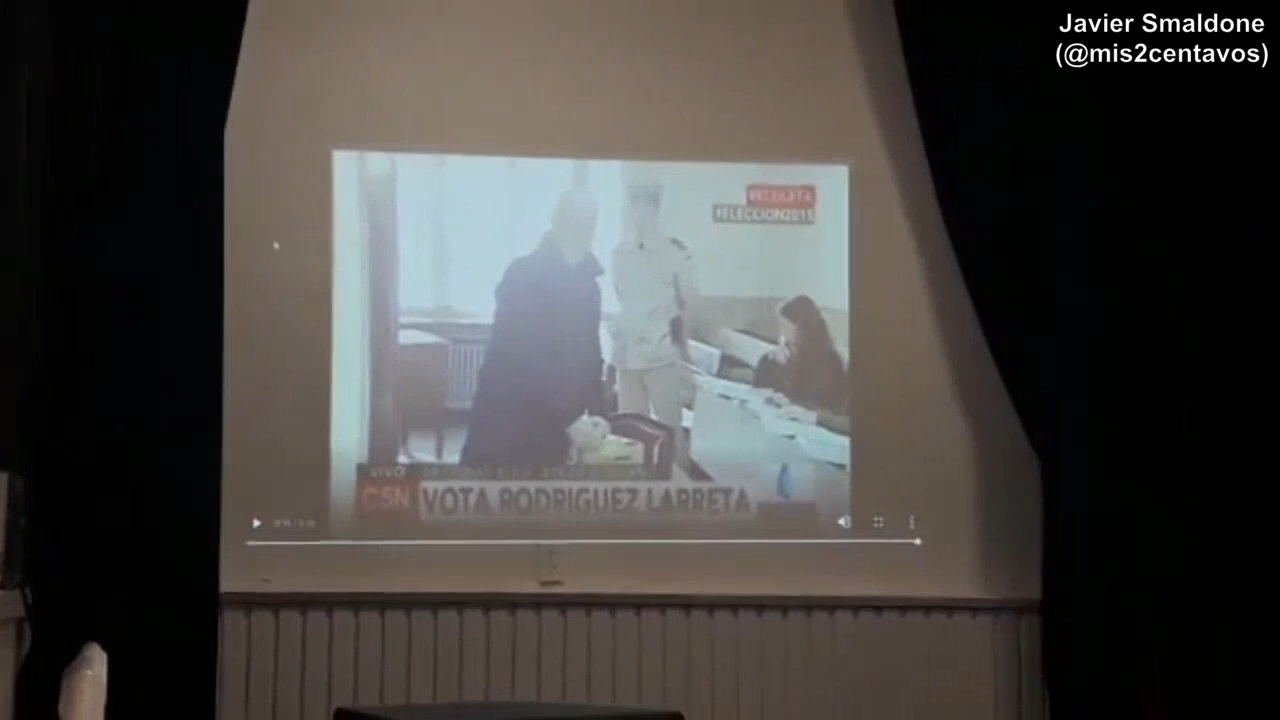 Javier Smaldone
(@mis2centavos)
RECOLETA
#ELECCION2015
VIVO
C5N
VOTA RODRIGUEZ LARRETA